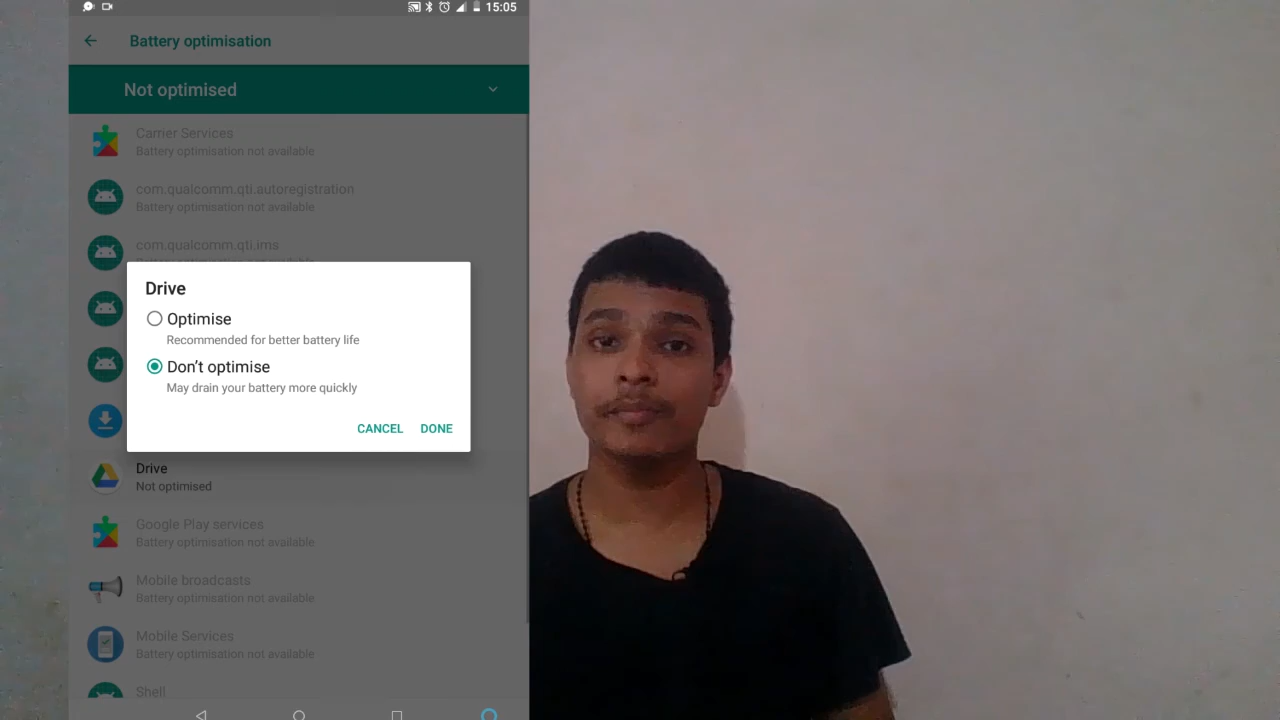 15:05
Battery optimisation
Not optimised
Carrier Services
Battery optimisation not available
com.qualcomm.qti.autoregistration
Battery optimisation not available
com.qualcomm.qti.ims
Drive
Optimise
Recommended for better battery life
Don't optimise
May drain your battery more quickly
CANCEL DONE
Drive
Not optimised
Google Play services
Battery optimisation not available
Mobile broadcasts
Battery optimisation not available
Mobile Services
Battery optimisation not available
Shell